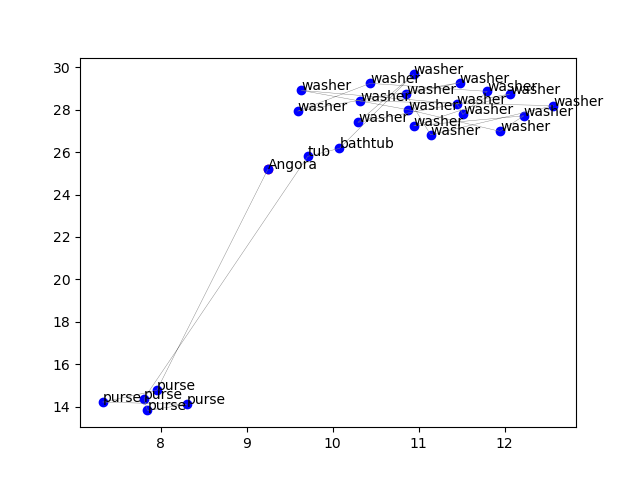 30
washer
washer
washer
washer
washer
washer
washer
washer
28
washer
washer
washer
washer
washer
washer
washer
washer
washer
washer
bathtub
26
tub
Angora
24
22
20
18
16
purse
purse
purse
purse
purse
14
8
9
10
11
12